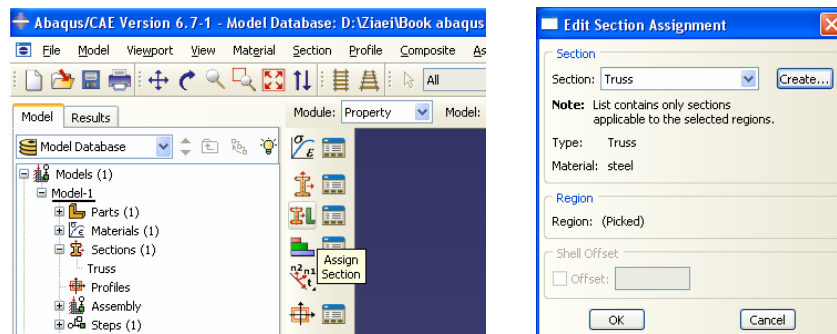 Abaqus/CAE Version 6.7-1 - Model Database: D:\Ziaei\Book abaqus
File Model Viewport View Material Section Profile Composite As
All
Model Results
Module: Property Model:
Model Database
Models (1)
Model-1
Parts (1)
Materials (1)
Sections (1)
Truss
Profiles
Assembly
Steps (1)
σ ε
n2 n1
t
Assign
Section
Edit Section Assignment
Section
Section: Truss Create...
Note: List contains only sections
applicable to the selected regions.
Type: Truss
Material: steel
Region
Region: (Picked)
Shell Offset
Offset:
OK Cancel